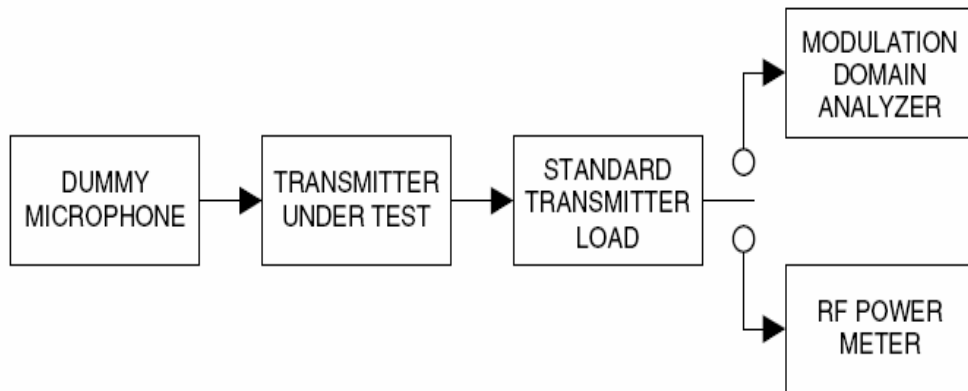 DUMMY
MICROPHONE
TRANSMITTER
UNDER TEST
STANDARD
TRANSMITTER
LOAD
MODULATION
DOMAIN
ANALYZER
RF POWER
METER